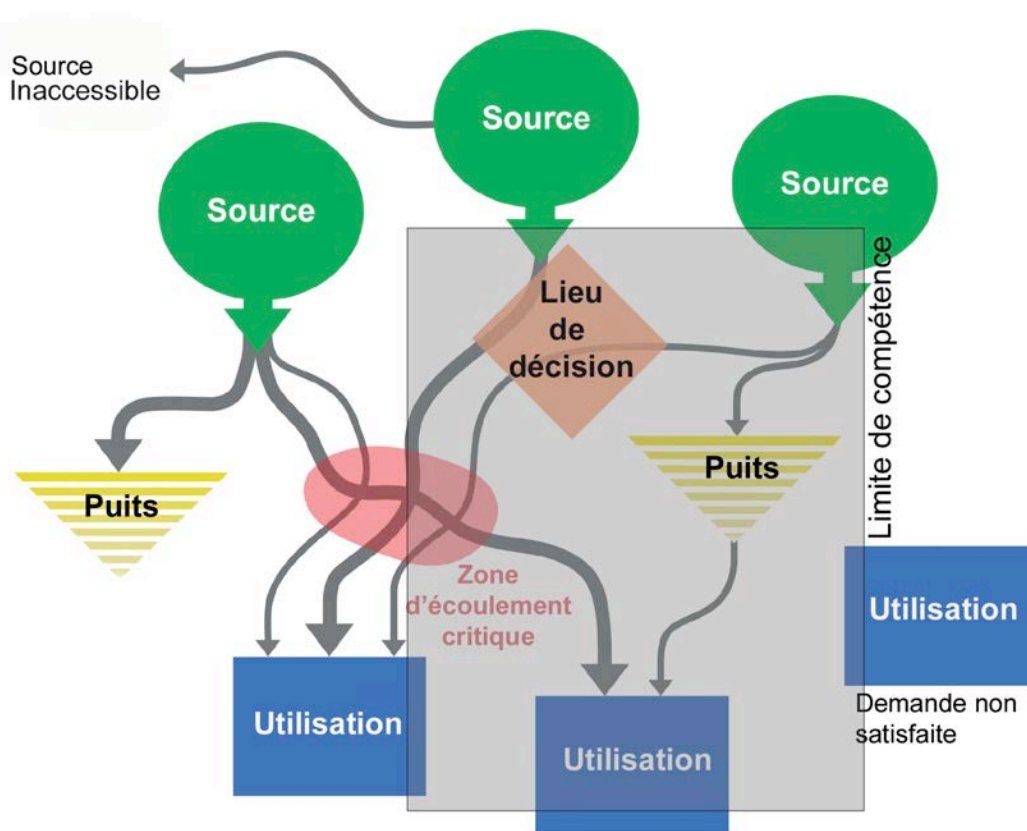 Source
Inaccessible
Source
Source
Source
Limite de compétence
Lieu
de
décision
Puits
Puits
Zone
d'écoulement
critique
Utilisation
Utilisation
Utilisation
Demande non
satisfaite